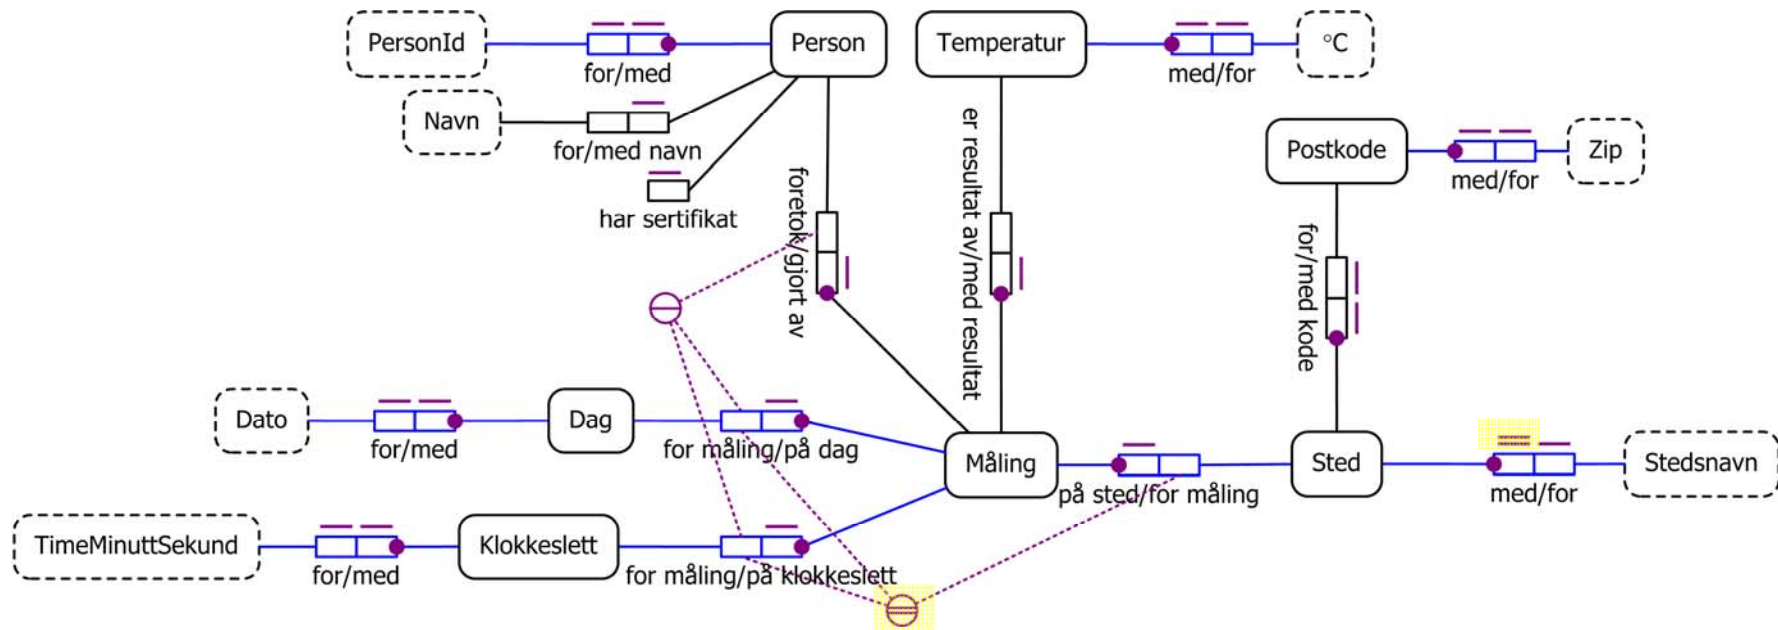 PersonId
for/med
Person
Temperatur
med/for
°C
Navn
for/med navn
har sertifikat
foretok/gjort av
er resultat av/med resultat
Postkode
med/for
Zip
for/med kode
Dato
for/med
Dag
for måling/på dag
Måling
på sted/for måling
Sted
med/for
Stedsnavn
TimeMinuttSekund
for/med
Klokkeslett
for måling/på klokkeslett